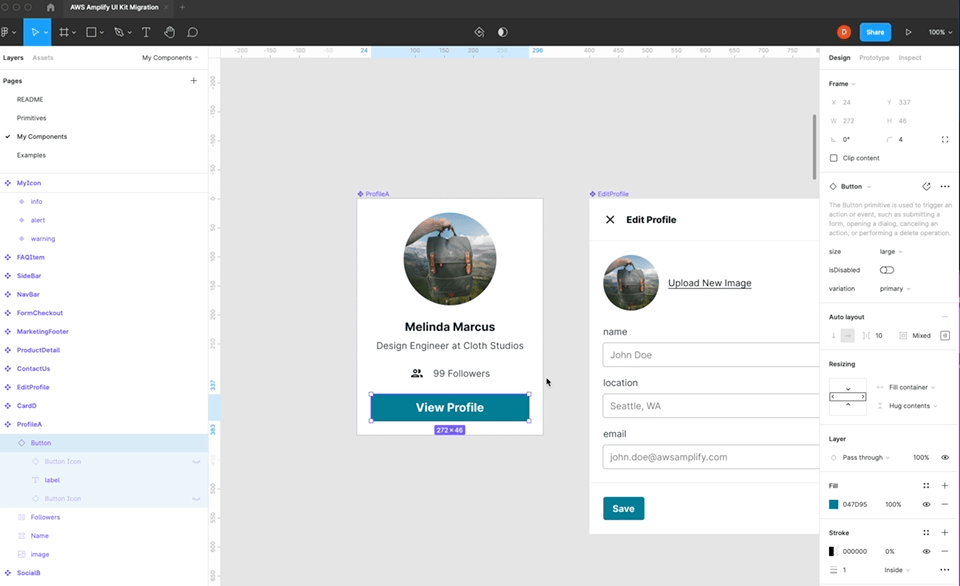 AWS Amplify UI Kit Migration
D
Share
100%
Layers
Assets
My Components
Pages
README
Primitives
My Components
Examples
MyIcon
info
alert
warning
FAQItem
SideBar
NavBar
FormCheckout
MarketingFooter
ProductDetail
ContactUs
EditProfile
CardD
ProfileA
Button
Button Icon
label
Button Icon
Followers
Name
image
SocialB
-200 -150 -100 -50 24 100 150 200 296 400 450 500 550 600 650 700 750
337
383
ProfileA
Melinda Marcus
Design Engineer at Cloth Studios
99 Followers
View Profile
272 × 46
EditProfile
Edit Profile
Upload New Image
name
John Doe
location
Seattle, WA
email
john.doe@awsamplify.com
Save
Design
Prototype
Inspect
Frame
X 24 Y 337
W 272 H 46
0° 4
Clip content
Button
The Button primitive is used to trigger an
action or event, such as submitting a
form, opening a dialog, canceling an
action, or performing a delete operation.
size large
isDisabled
variation primary
Auto layout
10 Mixed
Resizing
Fill container
Hug contents
Layer
Pass through 100%
Fill
047D95 100%
Stroke
000000 0%
1 Inside